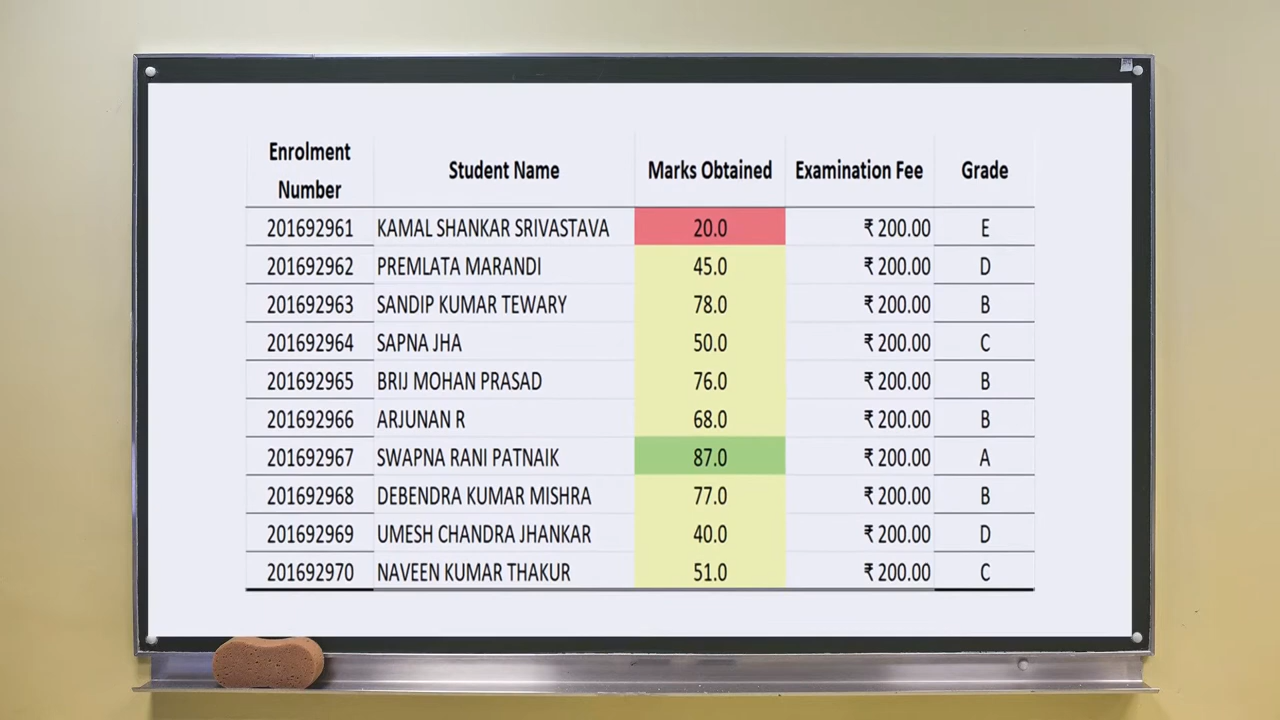 Enrolment Number Student Name Marks Obtained Examination Fee Grade
201692961 KAMAL SHANKAR SRIVASTAVA 20.0 ₹ 200.00 E
201692962 PREMLATA MARANDI 45.0 ₹ 200.00 D
201692963 SANDIP KUMAR TEWARY 78.0 ₹ 200.00 B
201692964 SAPNA JHA 50.0 ₹ 200.00 C
201692965 BRIJ MOHAN PRASAD 76.0 ₹ 200.00 B
201692966 ARJUNAN R 68.0 ₹ 200.00 B
201692967 SWAPNA RANI PATNAIK 87.0 ₹ 200.00 A
201692968 DEBENDRA KUMAR MISHRA 77.0 ₹ 200.00 B
201692969 UMESH CHANDRA JHANKAR 40.0 ₹ 200.00 D
201692970 NAVEEN KUMAR THAKUR 51.0 ₹ 200.00 C